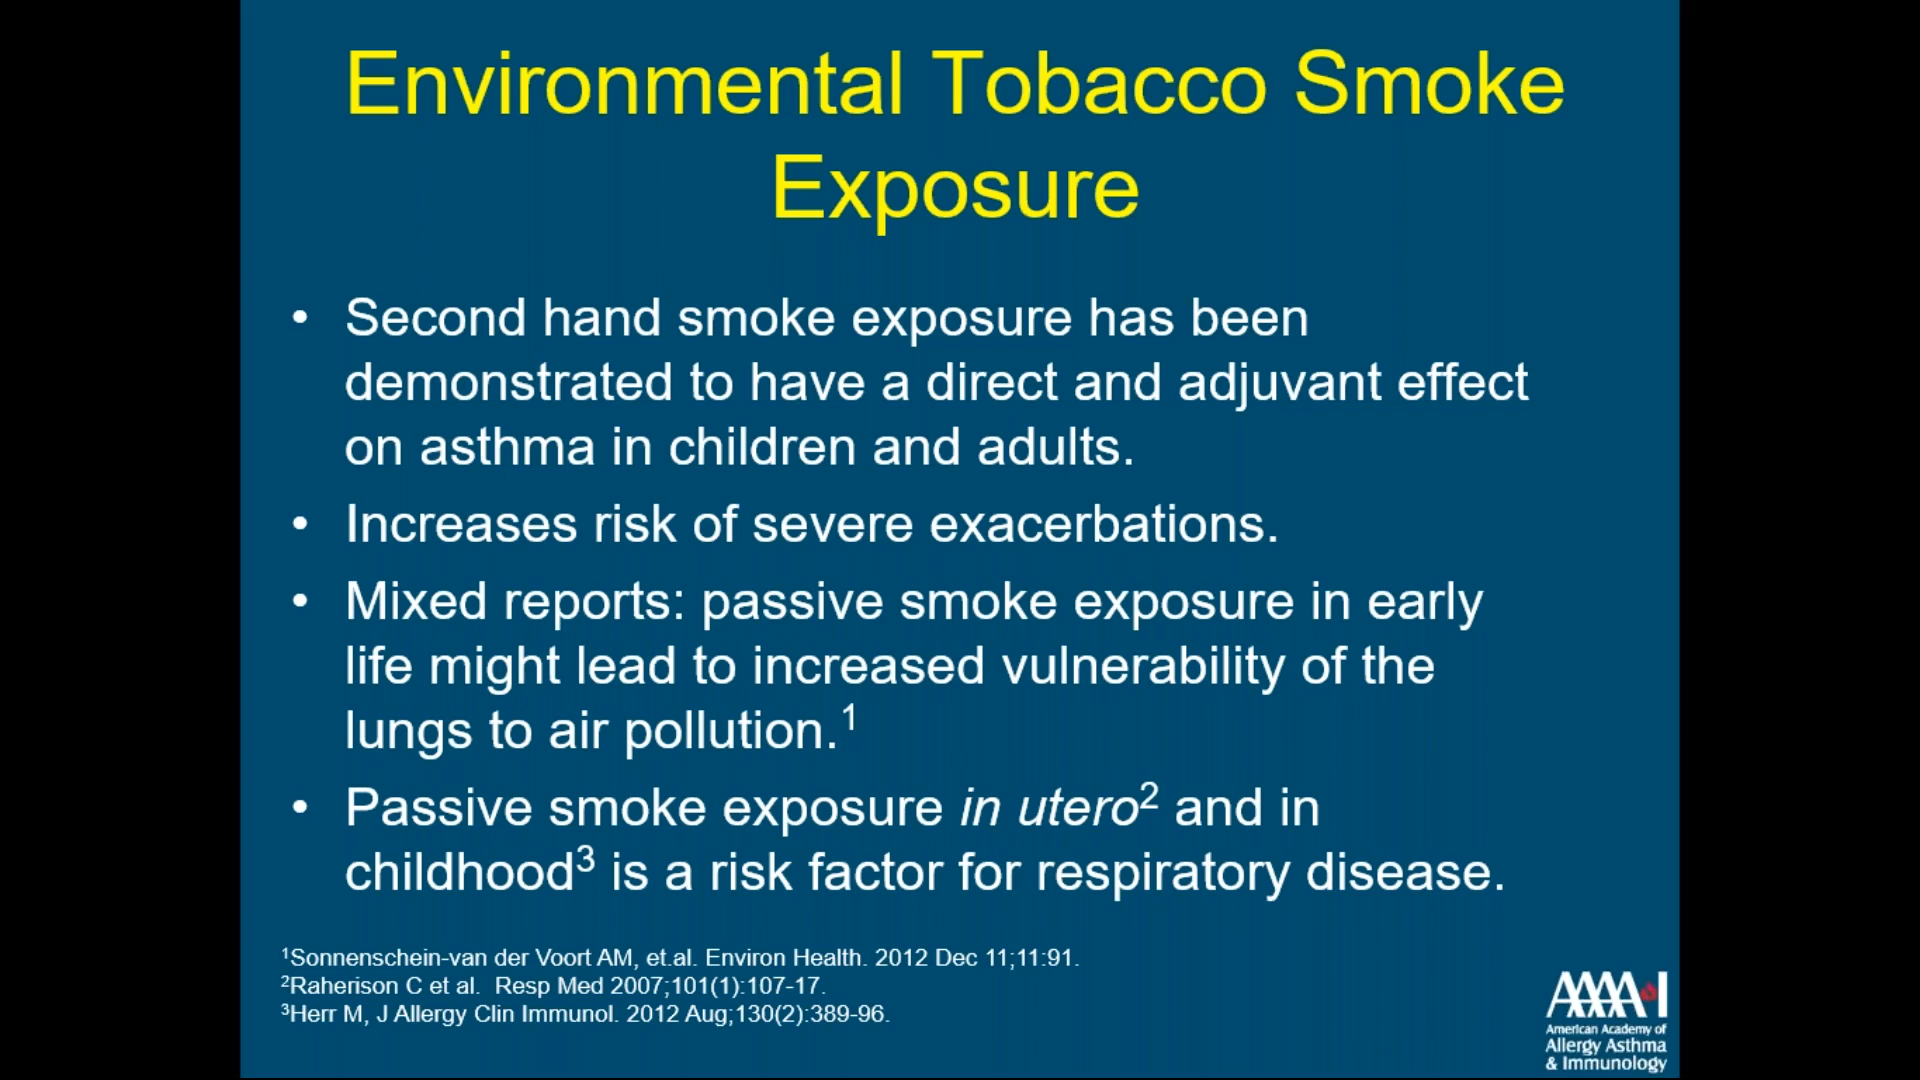 Environmental Tobacco Smoke
Exposure
• Second hand smoke exposure has been
demonstrated to have a direct and adjuvant effect
on asthma in children and adults.
• Increases risk of severe exacerbations.
• Mixed reports: passive smoke exposure in early
life might lead to increased vulnerability of the
lungs to air pollution.¹
• Passive smoke exposure in utero² and in
childhood³ is a risk factor for respiratory disease.
¹Sonnenschein-van der Voort AM, et.al. Environ Health. 2012 Dec 11;11:91.
²Raherison C et al. Resp Med 2007;101(1):107-17.
³Herr M, J Allergy Clin Immunol. 2012 Aug;130(2):389-96.
AAAAI
American Academy of
Allergy Asthma
& Immunology